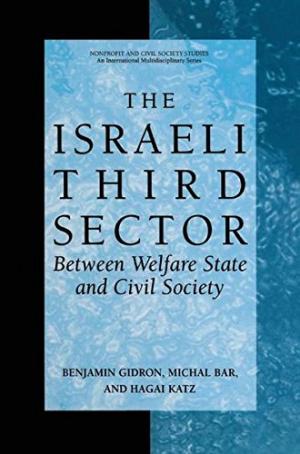 NONPROFIT AND CIVIL SOCIETY STUDIES
An International Multidisciplinary Series
THE
ISRAELI
THIRD
SECTOR
Between Welfare State
and Civil Society
BENJAMIN GIDRON, MICHAL BAR,
AND HAGAI KATZ